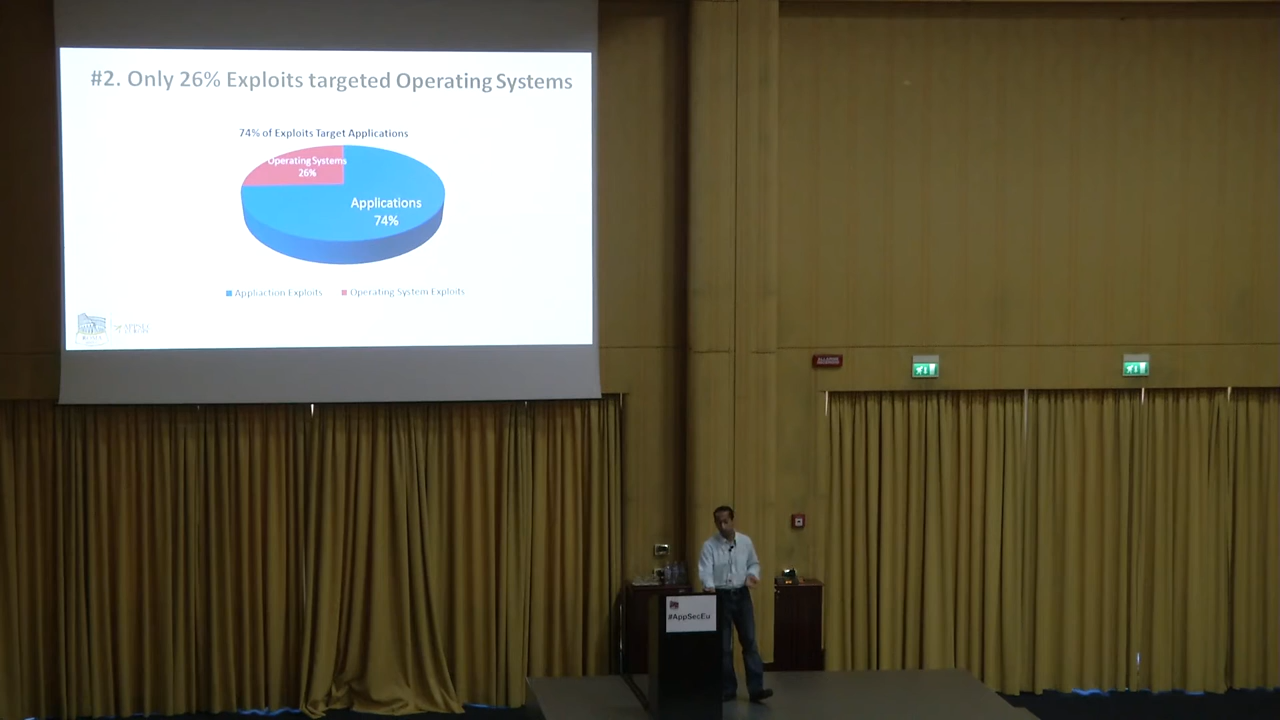 #2. Only 26% Exploits targeted Operating Systems
74% of Exploits Target Applications
Operating Systems
26%
Applications
74%
Appliaction Exploits
Operating System Exploits
#AppSecEu